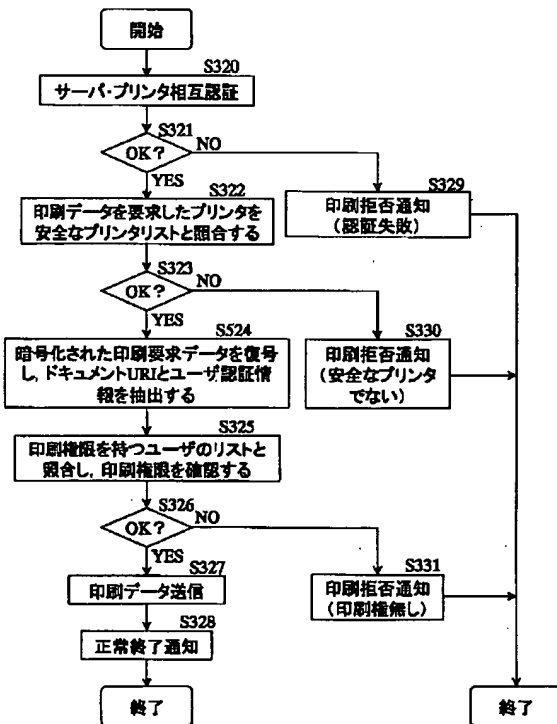 開始
S320
サーバ・プリンタ相互認証
S321
OK?
NO
YES
S322
印刷データを要求したプリンタを
安全なプリンタリストと照合する
S329
印刷拒否通知
(認証失敗)
S323
OK?
NO
YES
S524
暗号化された印刷要求データを復号
し,ドキュメントURIとユーザ認証情
報を抽出する
S330
印刷拒否通知
(安全なプリンタ
でない)
S325
印刷権限を持つユーザのリストと
照合し,印刷権限を確認する
S326
OK?
NO
YES
S327
印刷データ送信
S331
印刷拒否通知
(印刷権無し)
S328
正常終了通知
終了
終了